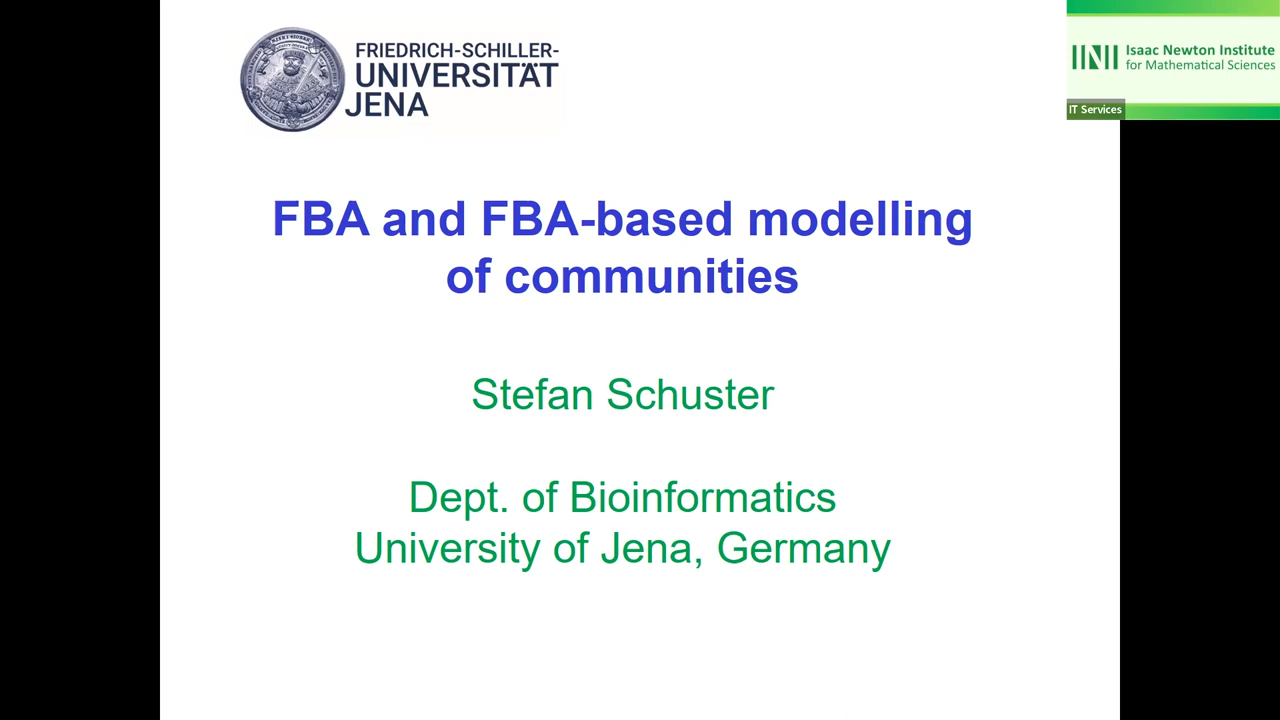 FRIEDRICH-SCHILLER-
UNIVERSITÄT
JENA
Isaac Newton Institute
for Mathematical Sciences
IT Services
FBA and FBA-based modelling
of communities
Stefan Schuster
Dept. of Bioinformatics
University of Jena, Germany